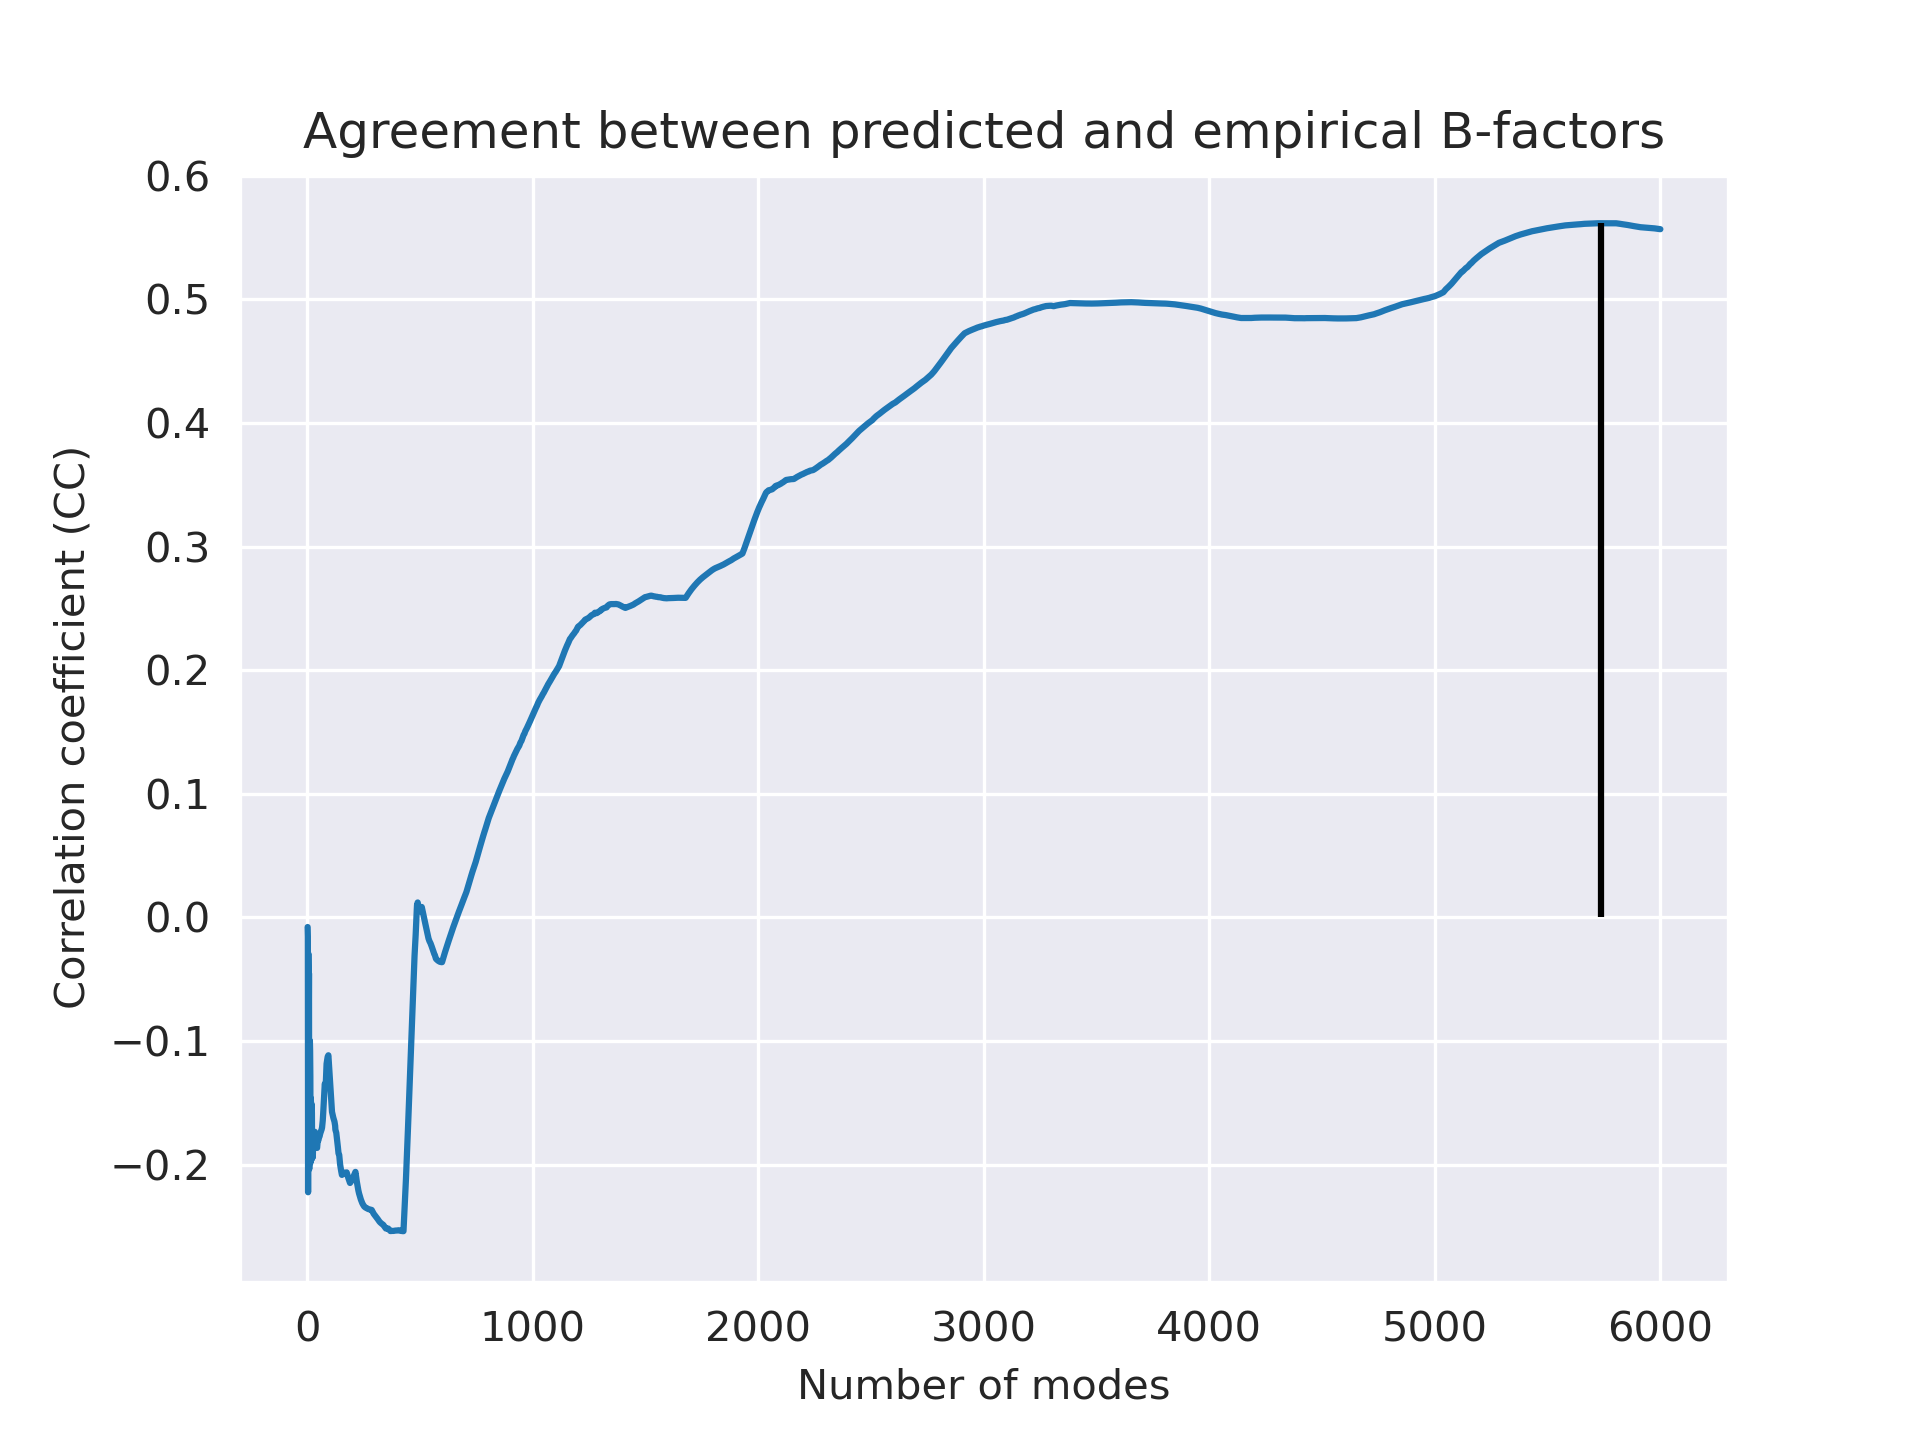 Agreement between predicted and empirical B-factors
0.6
0.5
0.4
0.3
0.2
0.1
0.0
−0.1
−0.2
Correlation coefficient (CC)
0 1000 2000 3000 4000 5000 6000
Number of modes